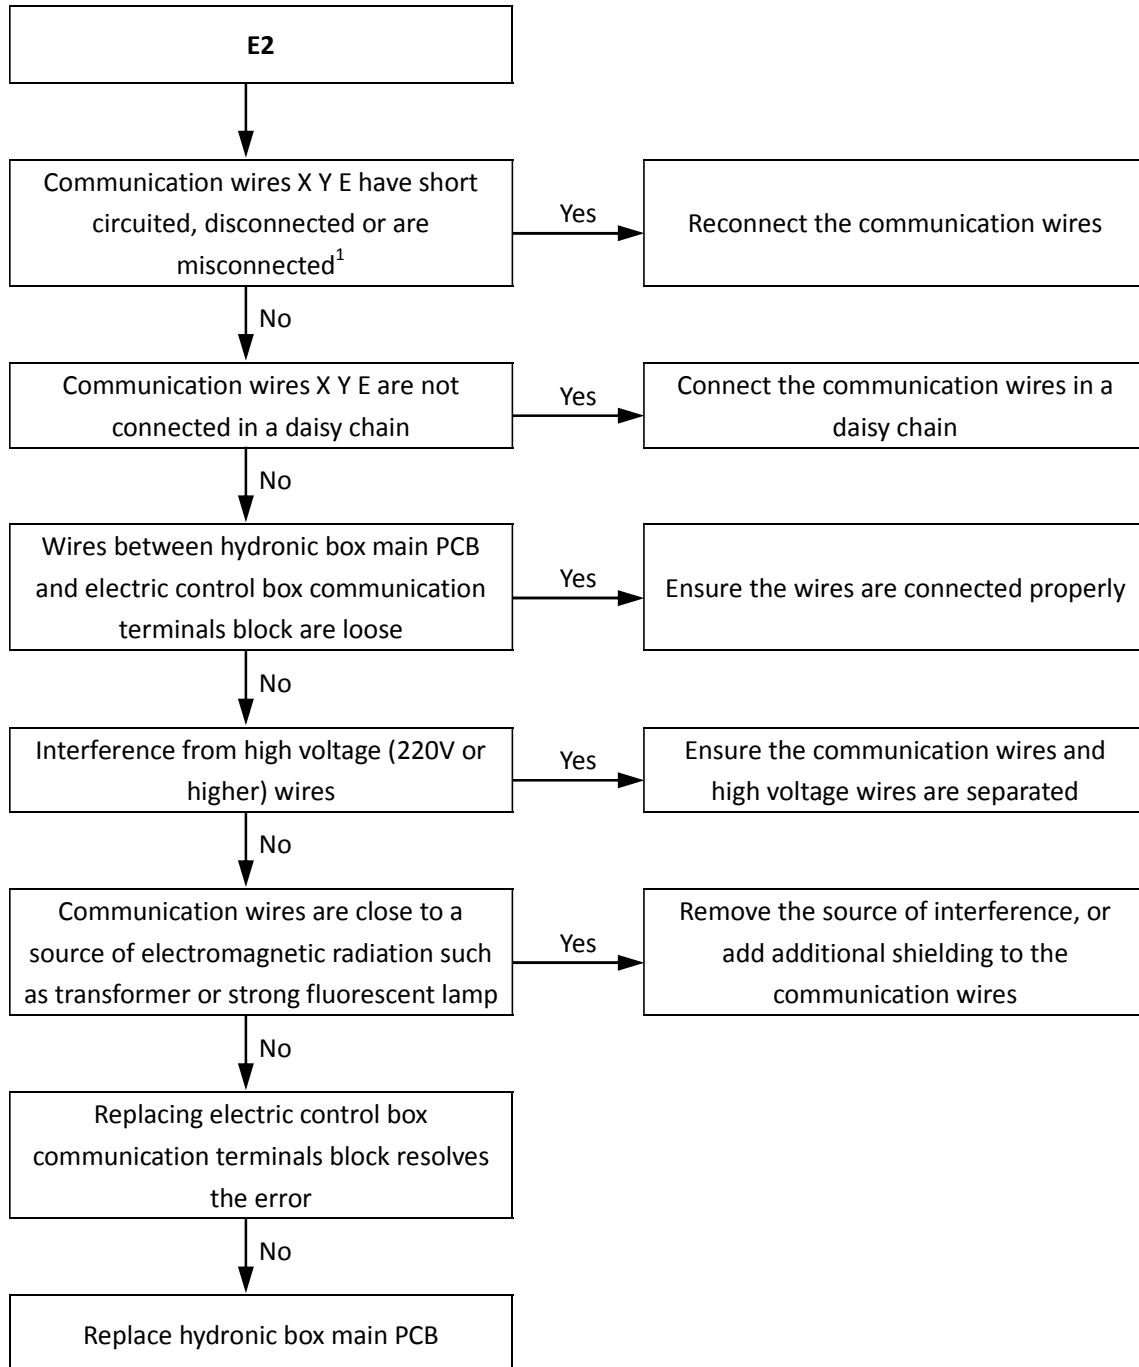 E2
Communication wires X Y E have short
circuited, disconnected or are
misconnected¹
Yes
Reconnect the communication wires
No
Communication wires X Y E are not
connected in a daisy chain
Yes
Connect the communication wires in a
daisy chain
No
Wires between hydronic box main PCB
and electric control box communication
terminals block are loose
Yes
Ensure the wires are connected properly
No
Interference from high voltage (220V or
higher) wires
Yes
Ensure the communication wires and
high voltage wires are separated
No
Communication wires are close to a
source of electromagnetic radiation such
as transformer or strong fluorescent lamp
Yes
Remove the source of interference, or
add additional shielding to the
communication wires
No
Replacing electric control box
communication terminals block resolves
the error
No
Replace hydronic box main PCB